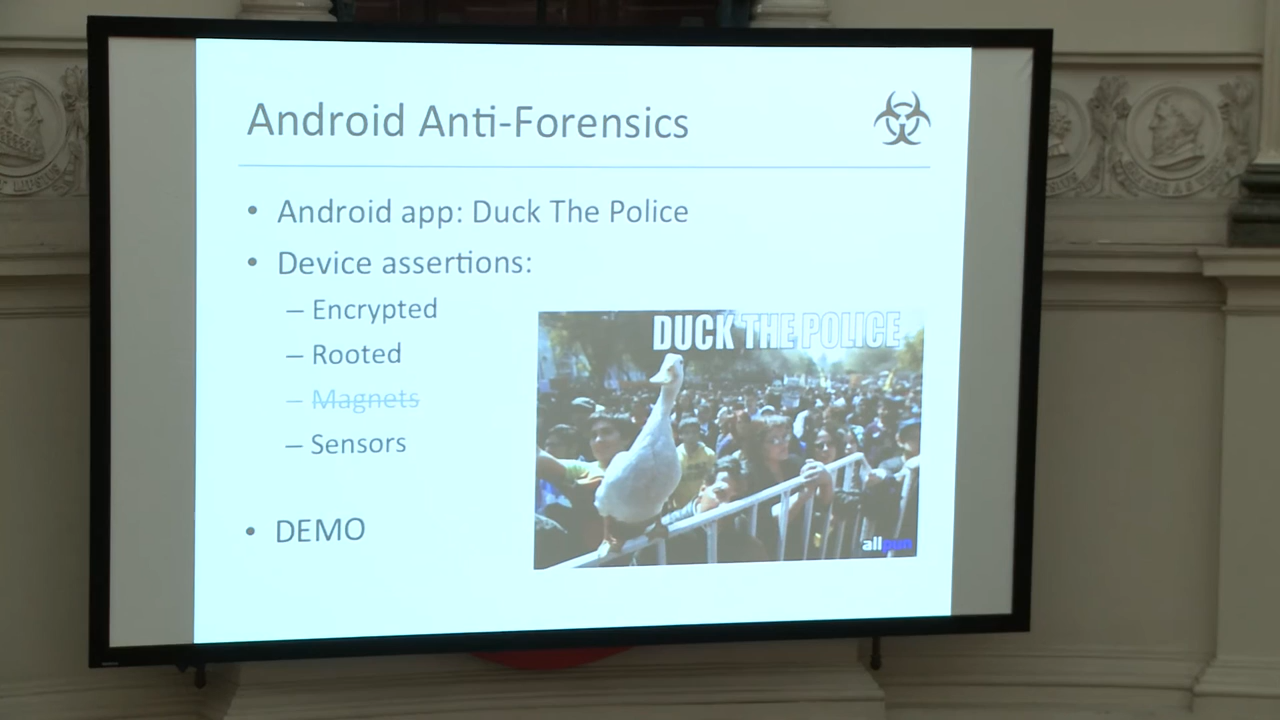 Android Anti-Forensics
• Android app: Duck The Police
• Device assertions:
– Encrypted
– Rooted
– Magnets
– Sensors
DUCK THE POLICE
allpun
• DEMO